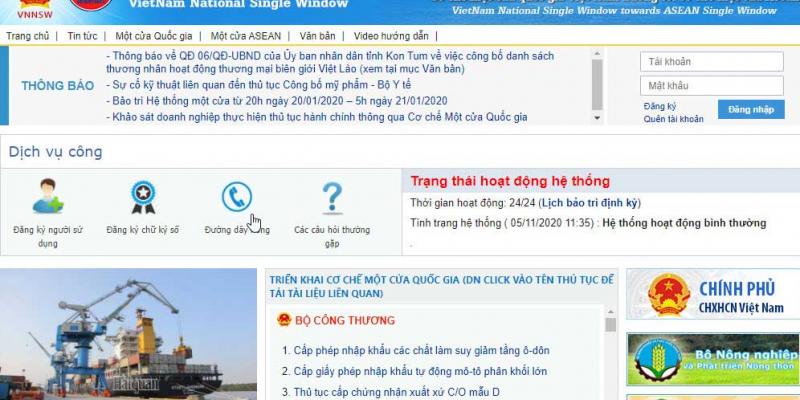 VietNam National Single Window
VNNSW
VietNam National Single Window towards ASEAN Single Window
Trang chủ | Tin tức | Một cửa Quốc gia | Một cửa ASEAN | Văn bản | Video hướng dẫn |
THÔNG BÁO
- Thông báo về QĐ 06/QĐ-UBND của Ủy ban nhân dân tỉnh Kon Tum về việc công bố danh sách
thương nhân hoạt động thương mại biên giới Việt Lào (xem tại mục Văn bản)
- Sự cố kỹ thuật liên quan đến thủ tục Công bố mỹ phẩm - Bộ Y tế
- Bảo trì Hệ thống một cửa từ 20h ngày 20/01/2020 – 5h ngày 21/01/2020
- Khảo sát doanh nghiệp thực hiện thủ tục hành chính thông qua Cơ chế Một cửa Quốc gia
Tài khoản
Mật khẩu
Đăng ký
Quên tài khoản
Đăng nhập
Dịch vụ công
Đăng ký người sử
dụng
Đăng ký chữ ký số
Đường dây
Các câu hỏi thường
gặp
Trạng thái hoạt động hệ thống
Thời gian hoạt động: 24/24 (Lịch bảo trì định kỳ)
Tình trạng hệ thống ( 05/11/2020 11:35) : Hệ thống hoạt động bình thường
.
TRIỂN KHAI CƠ CHẾ MỘT CỬA QUỐC GIA (DN CLICK VÀO TÊN THỦ TỤC ĐỂ
TẢI TÀI LIỆU LIÊN QUAN)
BỘ CÔNG THƯƠNG
1. Cấp phép nhập khẩu các chất làm suy giảm tầng ô-dôn
2. Cấp giấy phép nhập khẩu tự động mô-tô phân khối lớn
3. Thủ tục cấp chứng nhận xuất xứ C/O mẫu D
CHÍNH PHỦ
CHXHCN Việt Nam
Bộ Nông nghiệp
và Phát triển Nông thôn